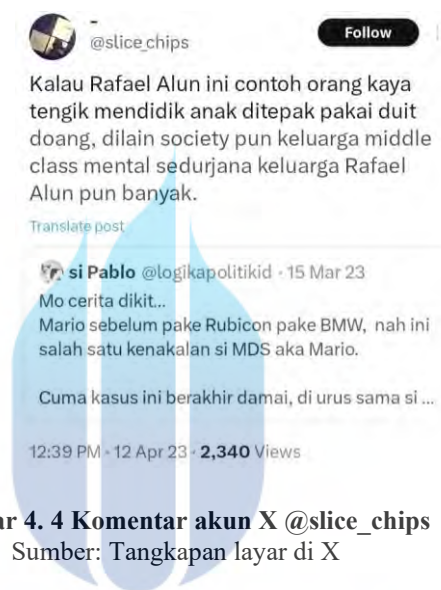 -
@slice_chips
Follow
Kalau Rafael Alun ini contoh orang kaya
tengik mendidik anak ditepak pakai duit
doang, dilain society pun keluarga middle
class mental sedurjana keluarga Rafael
Alun pun banyak.
Translate post
si Pablo @logikapolitikid · 15 Mar 23
Mo cerita dikit...
Mario sebelum pake Rubicon pake BMW, nah ini
salah satu kenakalan si MDS aka Mario.
Cuma kasus ini berakhir damai, di urus sama si ...
12:39 PM · 12 Apr 23 · 2,340 Views
ar 4. 4 Komentar akun X @slice_chips
Sumber: Tangkapan layar di X